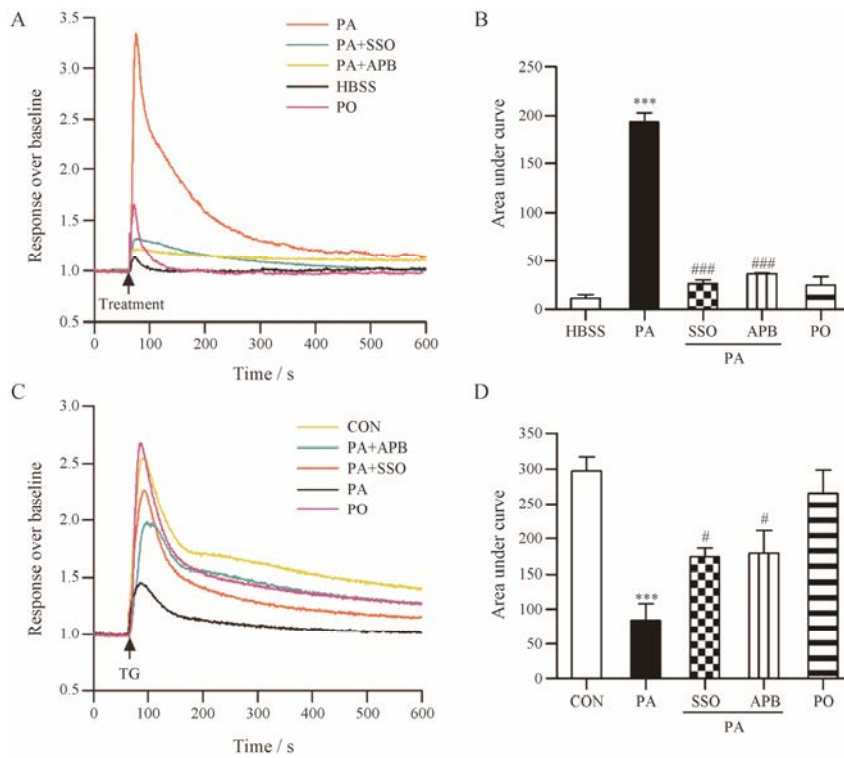 A
3.5
3.0
2.5
2.0
1.5
1.0
0.5
Response over baseline
PA
PA+SSO
PA+APB
HBSS
PO
Treatment
0 100 200 300 400 500 600
Time / s
B
250
200
150
100
50
0
Area under curve
***
###
###
HBSS PA SSO APB PO
PA
C
3.0
2.5
2.0
1.5
1.0
0.5
Response over baseline
CON
PA+APB
PA+SSO
PA
PO
TG
0 100 200 300 400 500 600
Time / s
D
350
300
250
200
150
100
50
0
Area under curve
***
#
#
CON PA SSO APB PO
PA